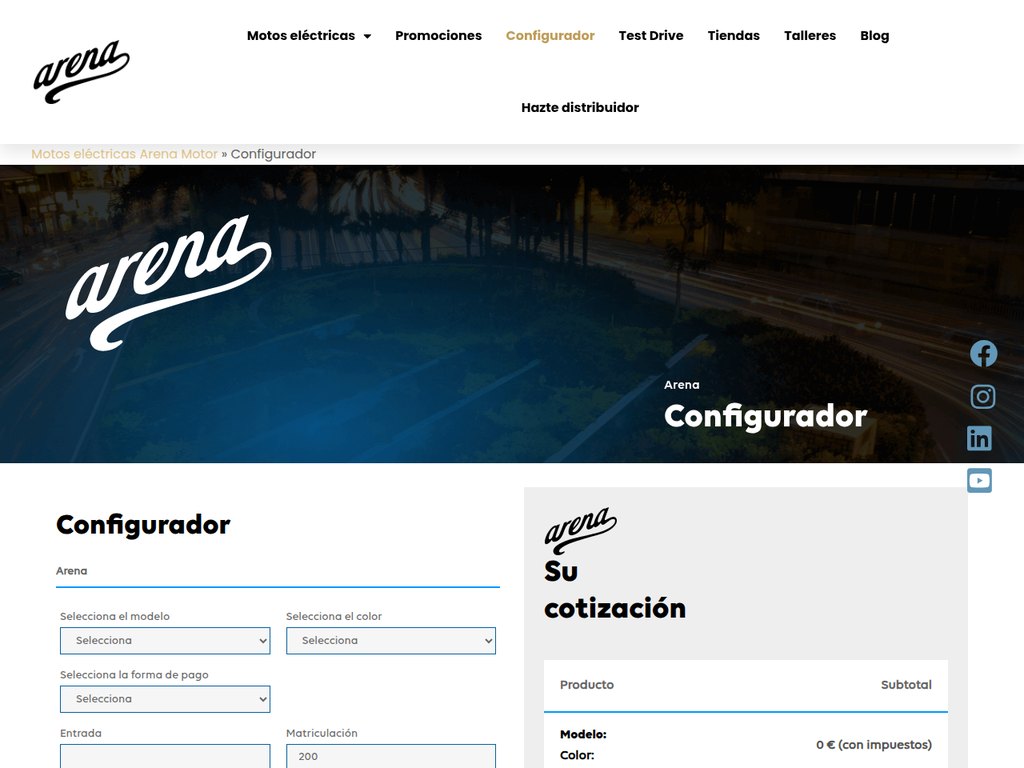 arena
Motos eléctricas Promociones Configurador Test Drive Tiendas Talleres Blog
Hazte distribuidor
Motos eléctricas Arena Motor » Configurador
arena
Arena
Configurador
Configurador
Arena
Selecciona el modelo Selecciona el color
Selecciona Selecciona
Selecciona la forma de pago
Selecciona
Entrada Matriculación
200
arena
Su
cotización
Producto Subtotal
Modelo:
Color:
0 € (con impuestos)